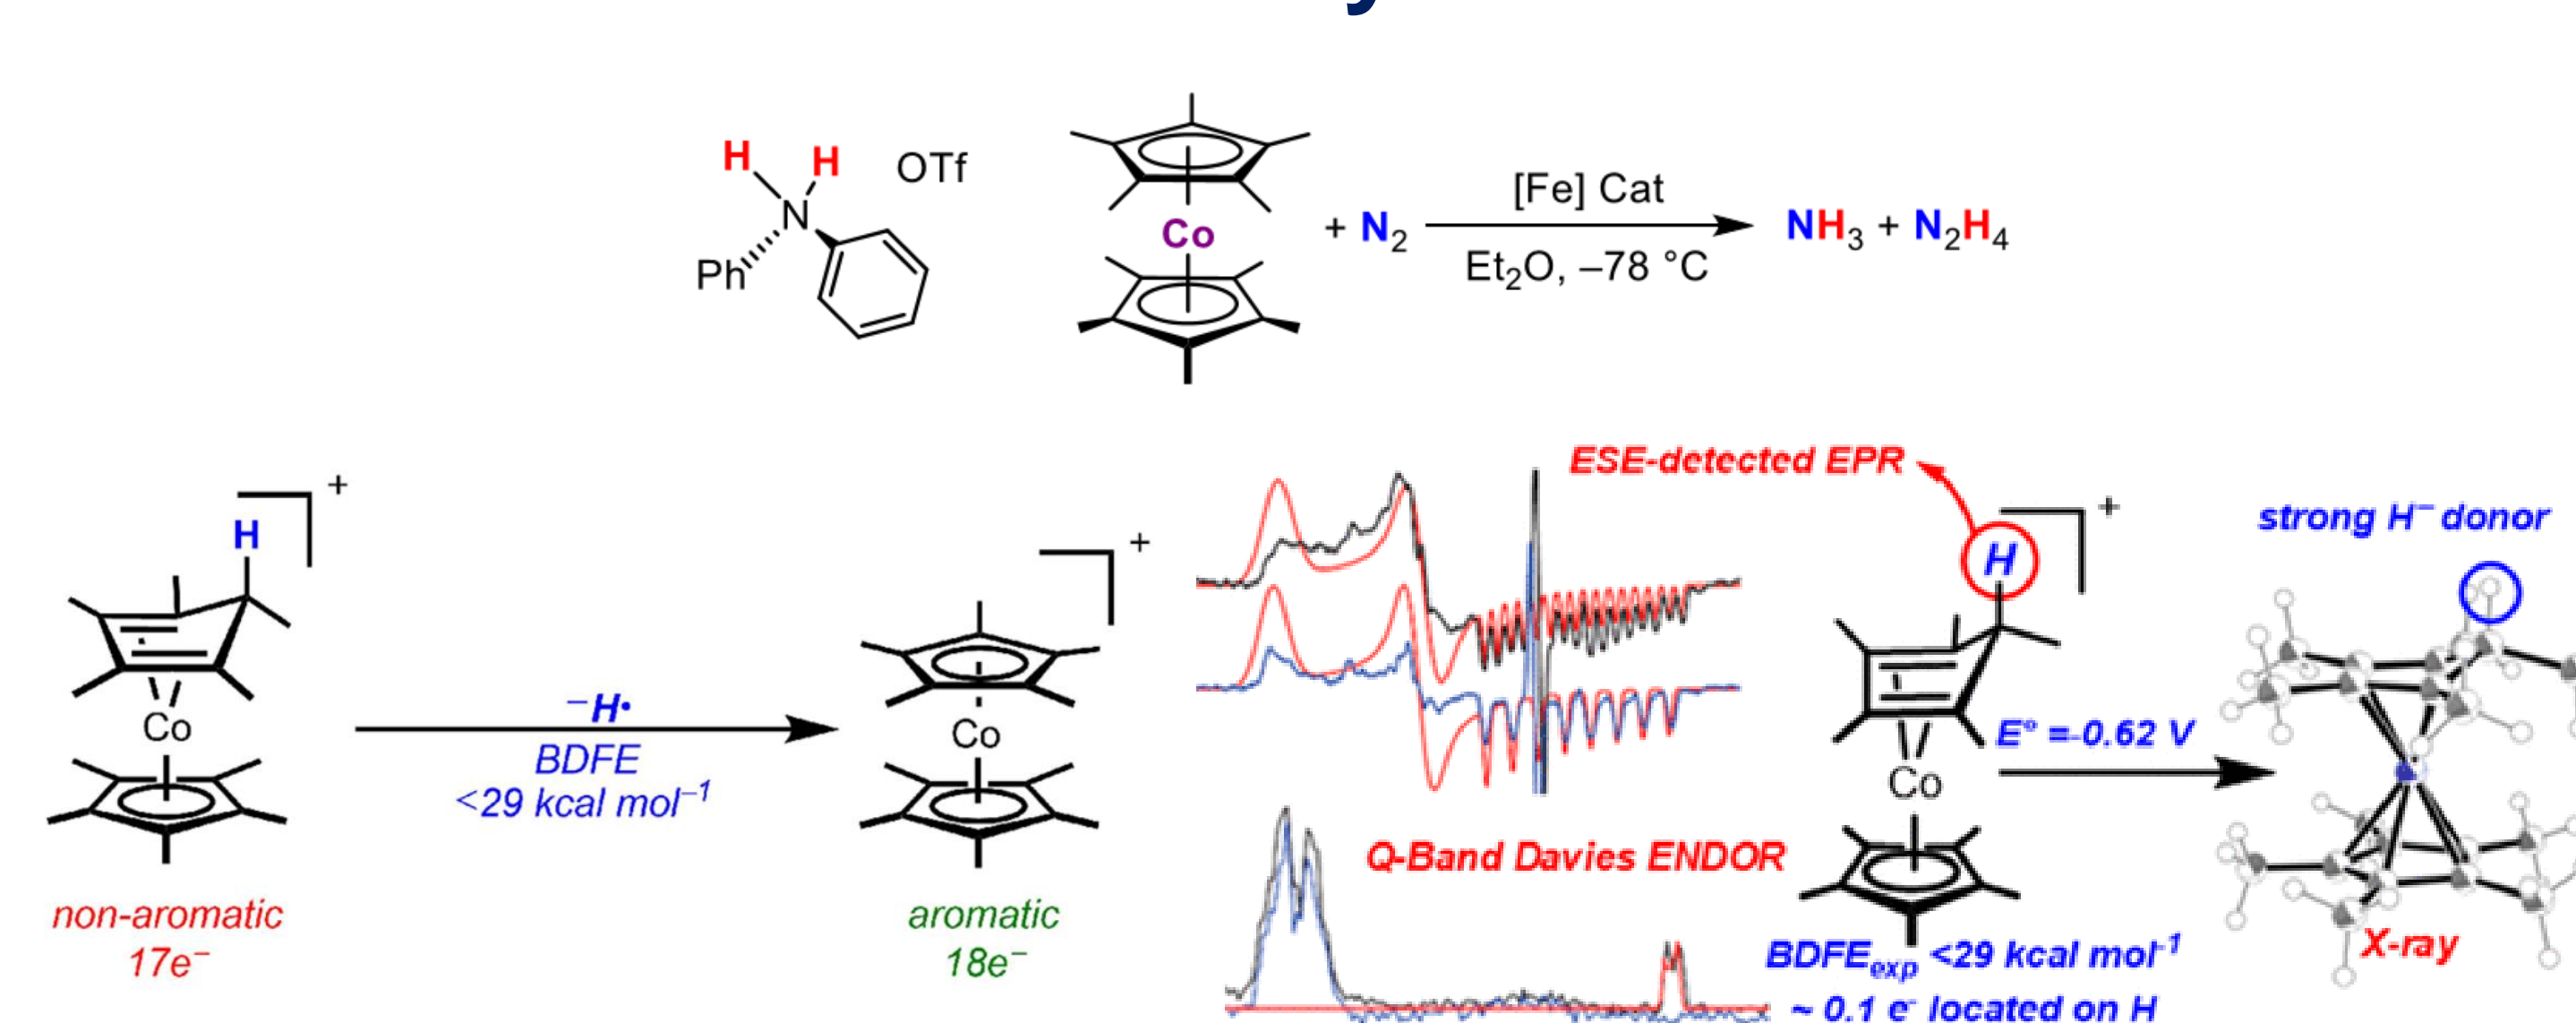 H H OTf
N
Ph
Co
+ N₂
[Fe] Cat
Et₂O, –78 °C
NH₃ + N₂H₄
+
H
Co
non-aromatic
17e⁻
–H•
BDFE
<29 kcal mol⁻¹
+
Co
aromatic
18e⁻
ESE-detected EPR
Q-Band Davies ENDOR
+
H
Co
E° =-0.62 V
BDFEexp <29 kcal mol⁻¹
~ 0.1 e⁻ located on H
strong H⁻ donor
X-ray